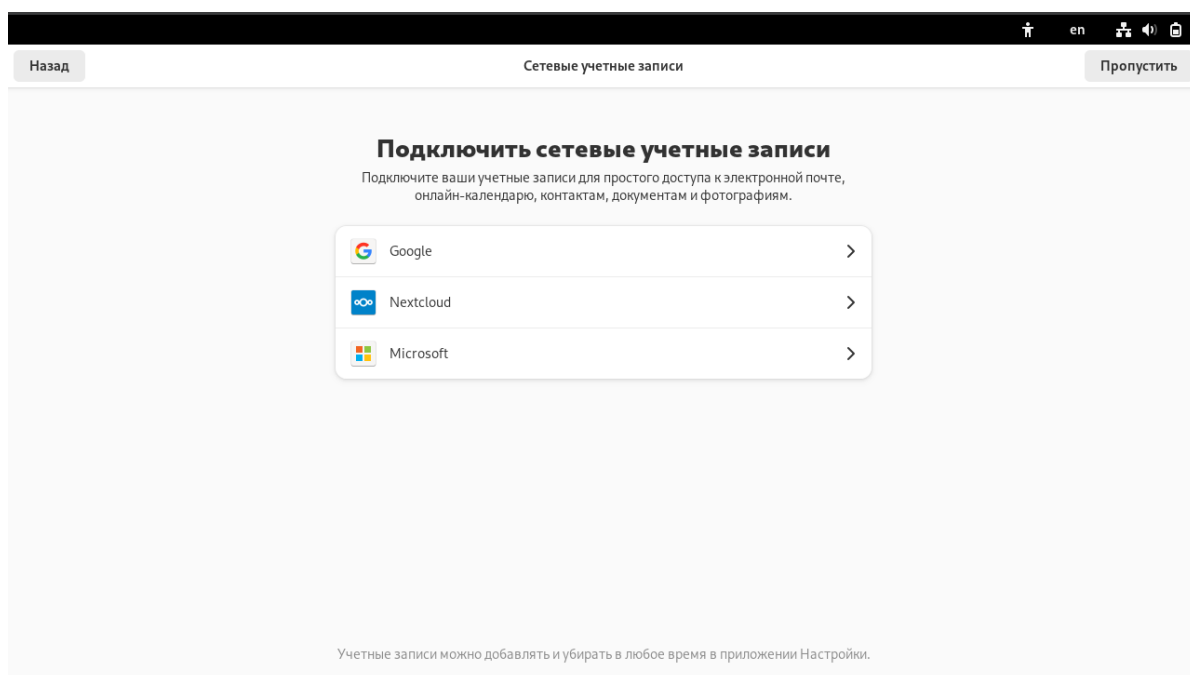 en
Назад
Сетевые учетные записи
Пропустить
Подключить сетевые учетные записи
Подключите ваши учетные записи для простого доступа к электронной почте,
онлайн-календарю, контактам, документам и фотографиям.
Google
Nextcloud
Microsoft
Учетные записи можно добавлять и убирать в любое время в приложении Настройки.